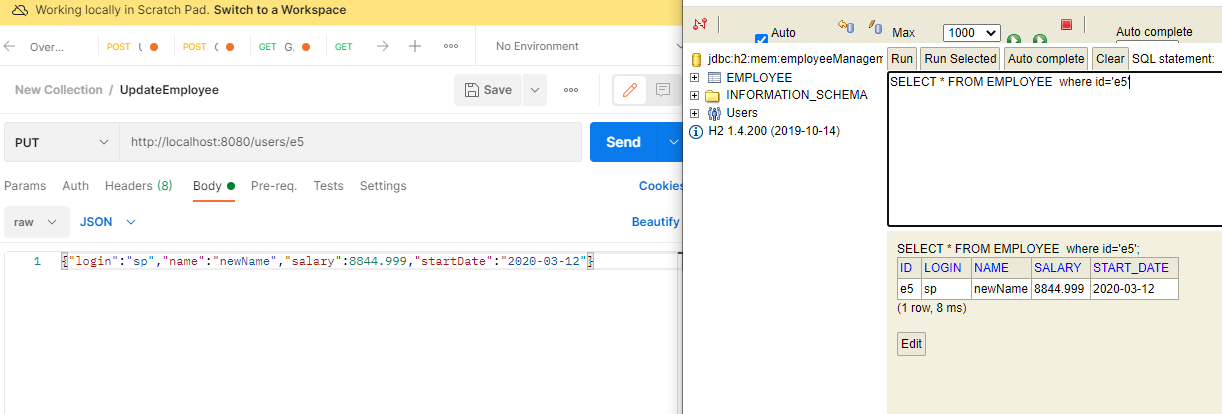 Working locally in Scratch Pad. Switch to a Workspace
Over... POST POST GET GET ooo No Environment
New Collection / UpdateEmployee Save ooo
PUT http://localhost:8080/users/e5 Send
Params Auth Headers (8) Body Pre-req. Tests Settings Cookies
raw JSON Beautify
1 {"login":"sp","name":"newName","salary":8844.999,"startDate":"2020-03-12"}
Auto Max 1000 Auto complete
jdbc:h2:mem:employeeManagem
EMPLOYEE
INFORMATION_SCHEMA
Users
H2 1.4.200 (2019-10-14)
Run Run Selected Auto complete Clear SQL statement:
SELECT * FROM EMPLOYEE  where id='e5'
SELECT * FROM EMPLOYEE  where id='e5';
ID LOGIN NAME SALARY START_DATE
e5 sp newName 8844.999 2020-03-12
(1 row, 8 ms)
Edit